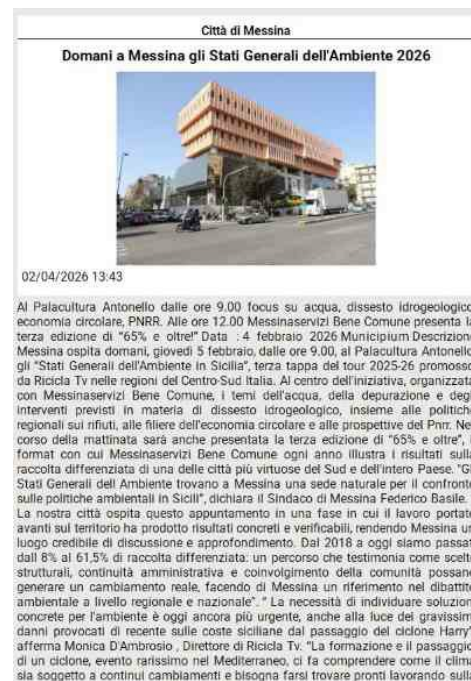 Città di Messina
Domani a Messina gli Stati Generali dell'Ambiente 2026
02/04/2026 13:43
Al Palacultura Antonello dalle ore 9.00 focus su acqua, dissesto idrogeologico
economia circolare, PNRR. Alle ore 12.00 Messinaservizi Bene Comune presenta la
terza edizione di "65% e oltre!" Data : 4 febbraio 2026 Municipium Descrizione
Messina ospita domani, giovedì 5 febbraio, dalle ore 9.00, al Palacultura Antonello
gli "Stati Generali dell'Ambiente in Sicilia", terza tappa del tour 2025-26 promosso
da Ricicla Tv nelle regioni del Centro-Sud Italia. Al centro dell'iniziativa, organizzata
con Messinaservizi Bene Comune, i temi dell'acqua, della depurazione e degli
interventi previsti in materia di dissesto idrogeologico, insieme alle politiche
regionali sui rifiuti, alle filiere dell'economia circolare e alle prospettive del Pnrr. Nel
corso della mattinata sarà anche presentata la terza edizione di "65% e oltre", i
format con cui Messinaservizi Bene Comune ogni anno illustra i risultati sulla
raccolta differenziata di una delle città più virtuose del Sud e dell'intero Paese. "Gli
Stati Generali dell Ambiente trovano a Messina una sede naturale per il confronto
sulle politiche ambientali in Sicili", dichiara il Sindaco di Messina Federico Basile. "
La nostra città ospita questo appuntamento in una fase in cui il lavoro portato
avanti sul territorio ha prodotto risultati concreti e verificabili, rendendo Messina un
luogo credibile di discussione e approfondimento. Dal 2018 a oggi siamo passati
dall'8% al 61,5% di raccolta differenziata: un percorso che testimonia come scelte
strutturali, continuità amministrativa e coinvolgimento della comunità possano
generare un cambiamento reale, facendo di Messina un riferimento nel dibattito
ambientale a livello regionale e nazionale". " La necessità di individuare soluzioni
concrete per l'ambiente è oggi ancora più urgente, anche alla luce dei gravissimi
danni provocati di recente sulle coste siciliane dal passaggio del ciclone Harry"
afferma Monica D'Ambrosio , Direttore di Ricicla Tv. "La formazione e il passaggio
di un ciclone, evento rarissimo nel Mediterraneo, ci fa comprendere come il clima
sia soggetto a continui cambiamenti e bisogna farsi trovare pronti lavorando sulla